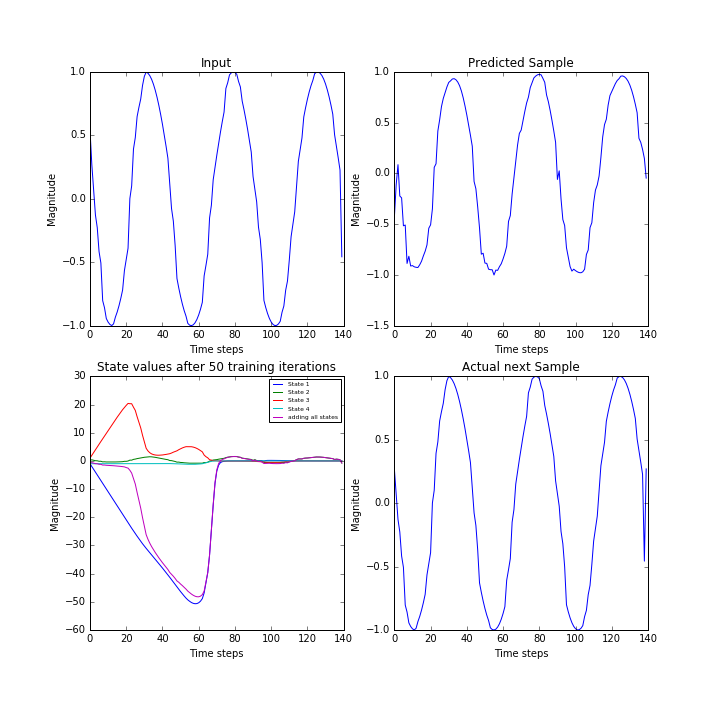 Input
Magnitude
1.0
0.5
0.0
−0.5
−1.0
0 20 40 60 80 100 120 140
Time steps
Predicted Sample
Magnitude
1.0
0.5
0.0
−0.5
−1.0
−1.5
0 20 40 60 80 100 120 140
Time steps
State values after 50 training iterations
Magnitude
30
20
10
0
−10
−20
−30
−40
−50
−60
State 1
State 2
State 3
State 4
adding all states
0 20 40 60 80 100 120 140
Time steps
Actual next Sample
Magnitude
1.0
0.5
0.0
−0.5
−1.0
0 20 40 60 80 100 120 140
Time steps